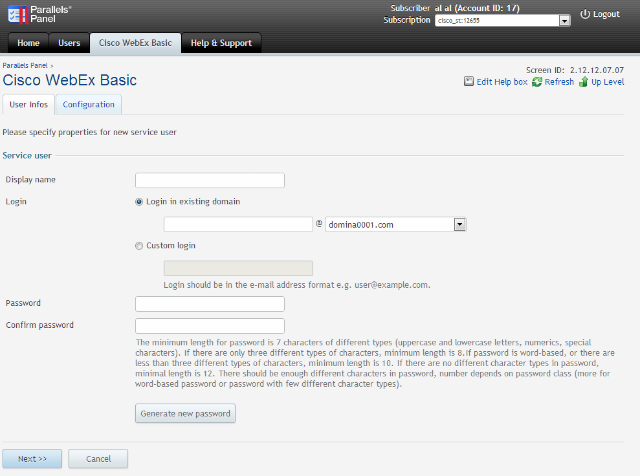 Parallels®
Panel
Subscriber al al (Account ID: 17)
Subscription cisco_st::12655
Logout
Home Users Cisco WebEx Basic Help & Support
Parallels Panel »
Screen ID: 2.12.12.07.07
Cisco WebEx Basic
Edit Help box Refresh Up Level
User Infos Configuration
Please specify properties for new service user
Service user
Display name
Login Login in existing domain
@ domina0001.com
Custom login
Login should be in the e-mail address format e.g. user@example.com.
Password
Confirm password
The minimum length for password is 7 characters of different types (uppercase and lowercase letters, numerics, special
characters). If there are only three different types of characters, minimum length is 8.If password is word-based, or there are
less than three different types of characters, minimum length is 10. If there are no different character types in password,
minimal length is 12. There should be enough different characters in password, number depends on password class (more for
word-based password or password with few different character types).
Generate new password
Next >> Cancel